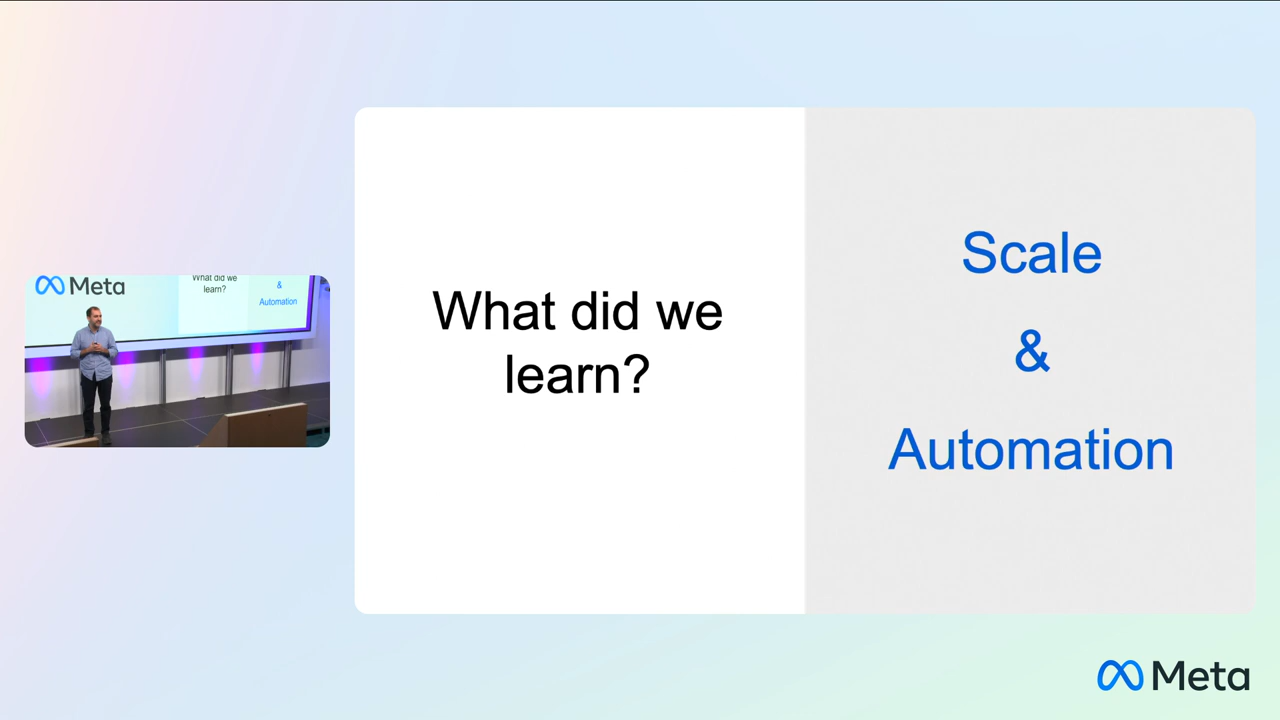 Meta
What did we
learn?
&
Automation
What did we
learn?
Scale
&
Automation
Meta